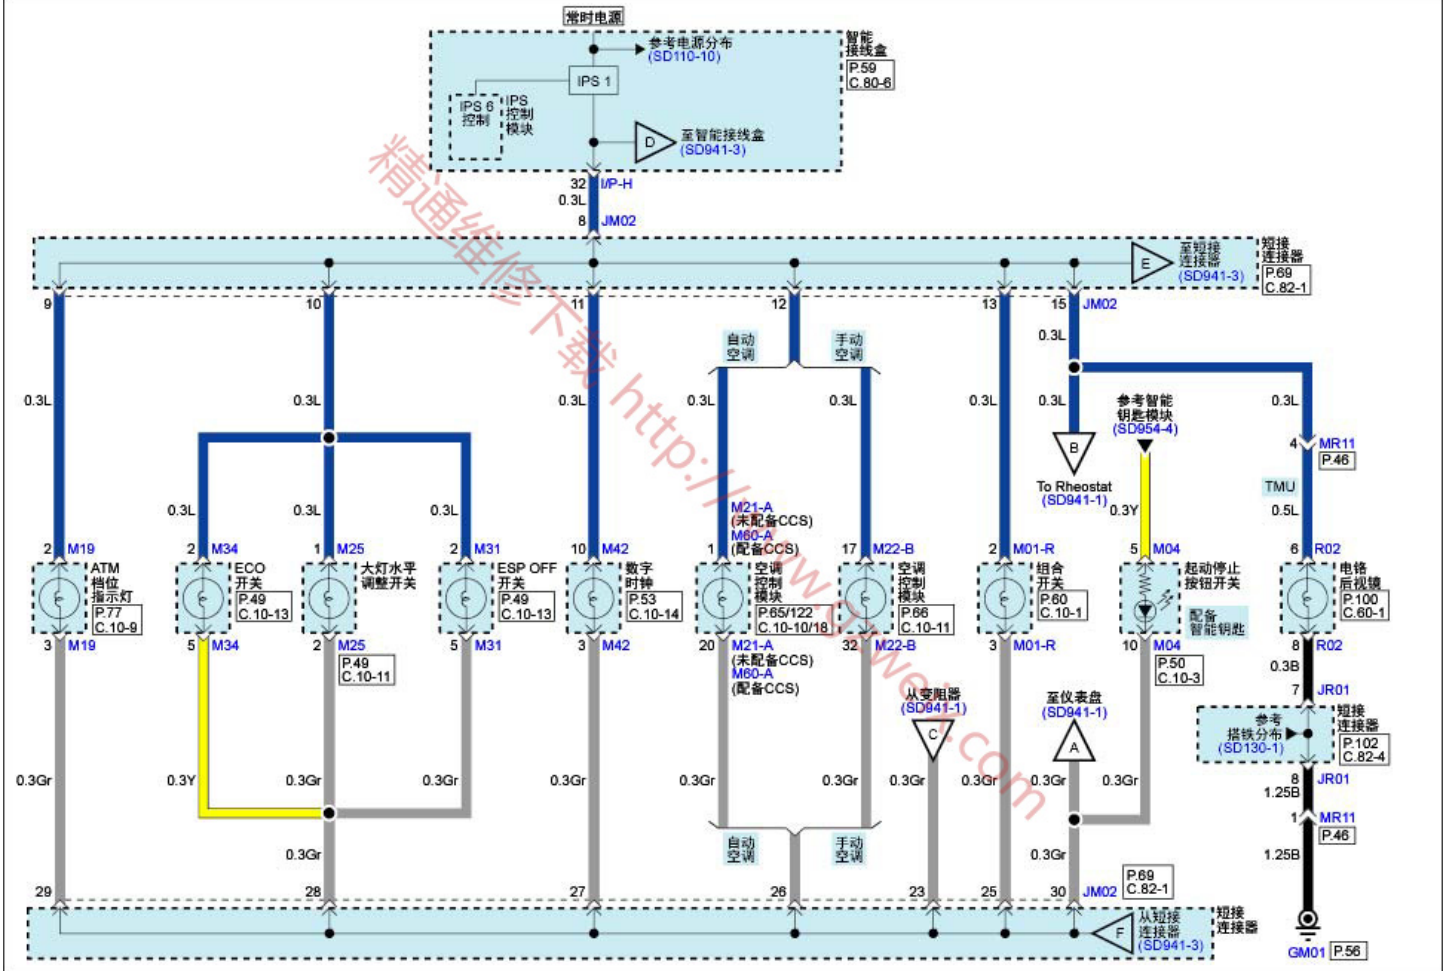 常时电源
参考电源分布
(SD110-10)
智能
接线盒
P.59
C.80-6
IPS 1
IPS 6
控制
IPS
控制
模块
D
至智能接线盒
(SD941-3)
32 I/P-H
0.3L
8 JM02
至短接
连接器
(SD941-3)
E
短接
连接器
P.69
C.82-1
9 10 11 12 13 15 JM02
0.3L
自动
空调
手动
空调
0.3L 0.3L 0.3L 0.3L 0.3L 0.3L 0.3L 0.3L
参考智能
钥匙模块
(SD954-4)
B
To Rheostat
(SD941-1)
4 MR11
P.46
TMU
0.3L 0.3L 0.3L 0.3Y 0.5L
M21-A
(未配备CCS)
M60-A
(配备CCS)
2 M19 2 M34 1 M25 2 M31 10 M42 1 17 M22-B 2 M01-R 5 M04 6 R02
ATM
档位
指示灯
P.77
C.10-9
ECO
开关
P.49
C.10-13
大灯水平
调整开关
ESP OFF
开关
P.49
C.10-13
数字
时钟
P.53
C.10-14
空调
控制
模块
P.65/122
C.10-10/18
空调
控制
模块
P.66
C.10-11
组合
开关
P.60
C.10-1
起动停止
按钮开关
配备
智能钥匙
电铬
后视镜
P.100
C.60-1
3 M19 5 M34 2 M25 5 M31 3 M42 20 M21-A 32 M22-B 3 M01-R 10 M04 8 R02
P.49
C.10-11
(未配备CCS)
M60-A
(配备CCS)
P.50
C.10-3
0.3B
7 JR01
从变阻器
(SD941-1)
C
至仪表盘
(SD941-1)
A
参考
搭铁分布
(SD130-1)
短接
连接器
P.102
C.82-4
0.3Gr 0.3Y 0.3Gr 0.3Gr 0.3Gr 0.3Gr 0.3Gr 0.3Gr 0.3Gr 0.3Gr 0.3Gr
8 JR01
1.25B
1 MR11
P.46
自动
空调
手动
空调
0.3Gr 0.3Gr 1.25B
29 28 27 26 23 25 30 JM02
P.69
C.82-1
F
从短接
连接器
(SD941-3)
短接
连接器
GM01 P.56
精通维修下载 http://www.gzweix.com